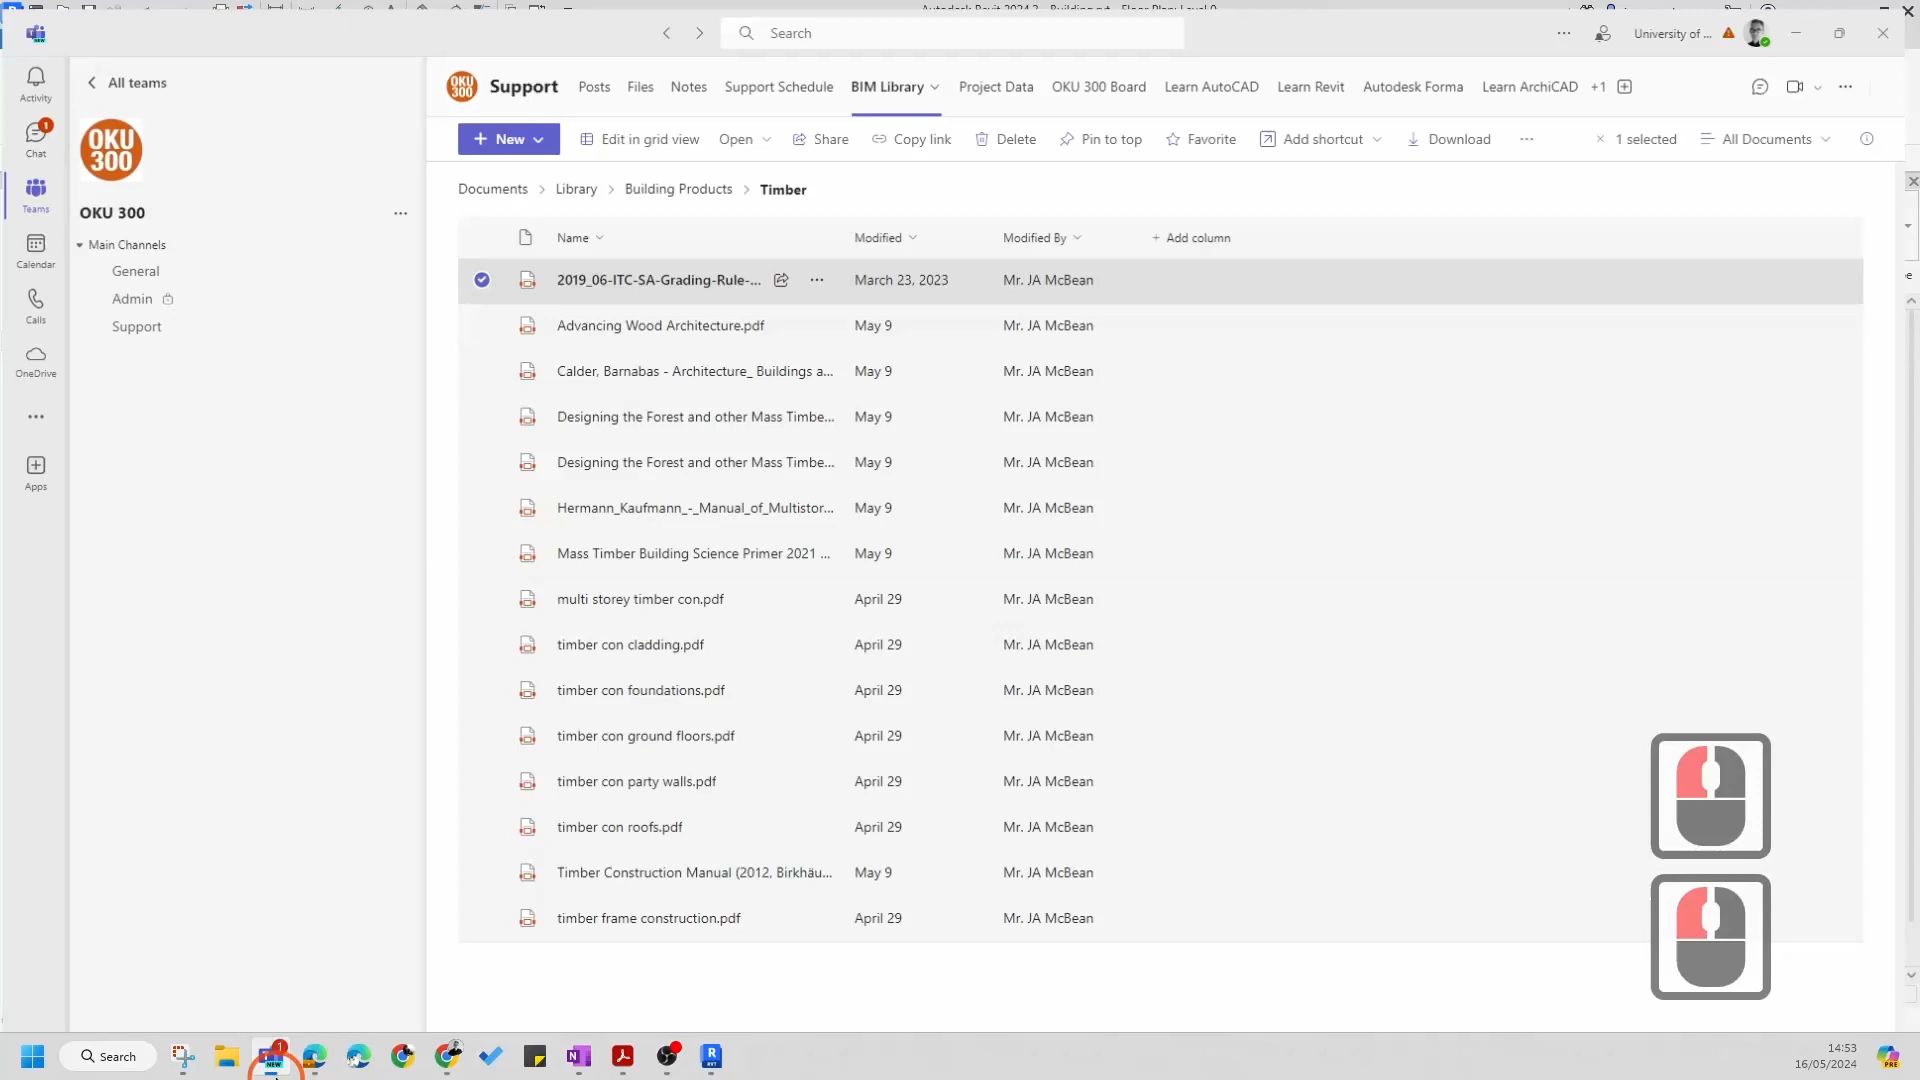 Search
University of ...
Activity
1
Chat
Teams
Calendar
Calls
OneDrive
Apps
All teams
OKU
300
OKU 300
Main Channels
General
Admin
Support
OKU
300
Support
Posts
Files
Notes
Support Schedule
BIM Library
Project Data
OKU 300 Board
Learn AutoCAD
Learn Revit
Autodesk Forma
Learn ArchiCAD
+1
New
Edit in grid view
Open
Share
Copy link
Delete
Pin to top
Favorite
Add shortcut
Download
1 selected
All Documents
Documents > Library > Building Products > Timber
Name
Modified
Modified By
+ Add column
2019_06-ITC-SA-Grading-Rule-... March 23, 2023 Mr. JA McBean
Advancing Wood Architecture.pdf May 9 Mr. JA McBean
Calder, Barnabas - Architecture_ Buildings a... May 9 Mr. JA McBean
Designing the Forest and other Mass Timbe... May 9 Mr. JA McBean
Designing the Forest and other Mass Timbe... May 9 Mr. JA McBean
Hermann_Kaufmann_-_Manual_of_Multistor... May 9 Mr. JA McBean
Mass Timber Building Science Primer 2021 ... May 9 Mr. JA McBean
multi storey timber con.pdf April 29 Mr. JA McBean
timber con cladding.pdf April 29 Mr. JA McBean
timber con foundations.pdf April 29 Mr. JA McBean
timber con ground floors.pdf April 29 Mr. JA McBean
timber con party walls.pdf April 29 Mr. JA McBean
timber con roofs.pdf April 29 Mr. JA McBean
Timber Construction Manual (2012, Birkhäu... May 9 Mr. JA McBean
timber frame construction.pdf April 29 Mr. JA McBean
Search
1
NEW
14:53
16/05/2024
PRE